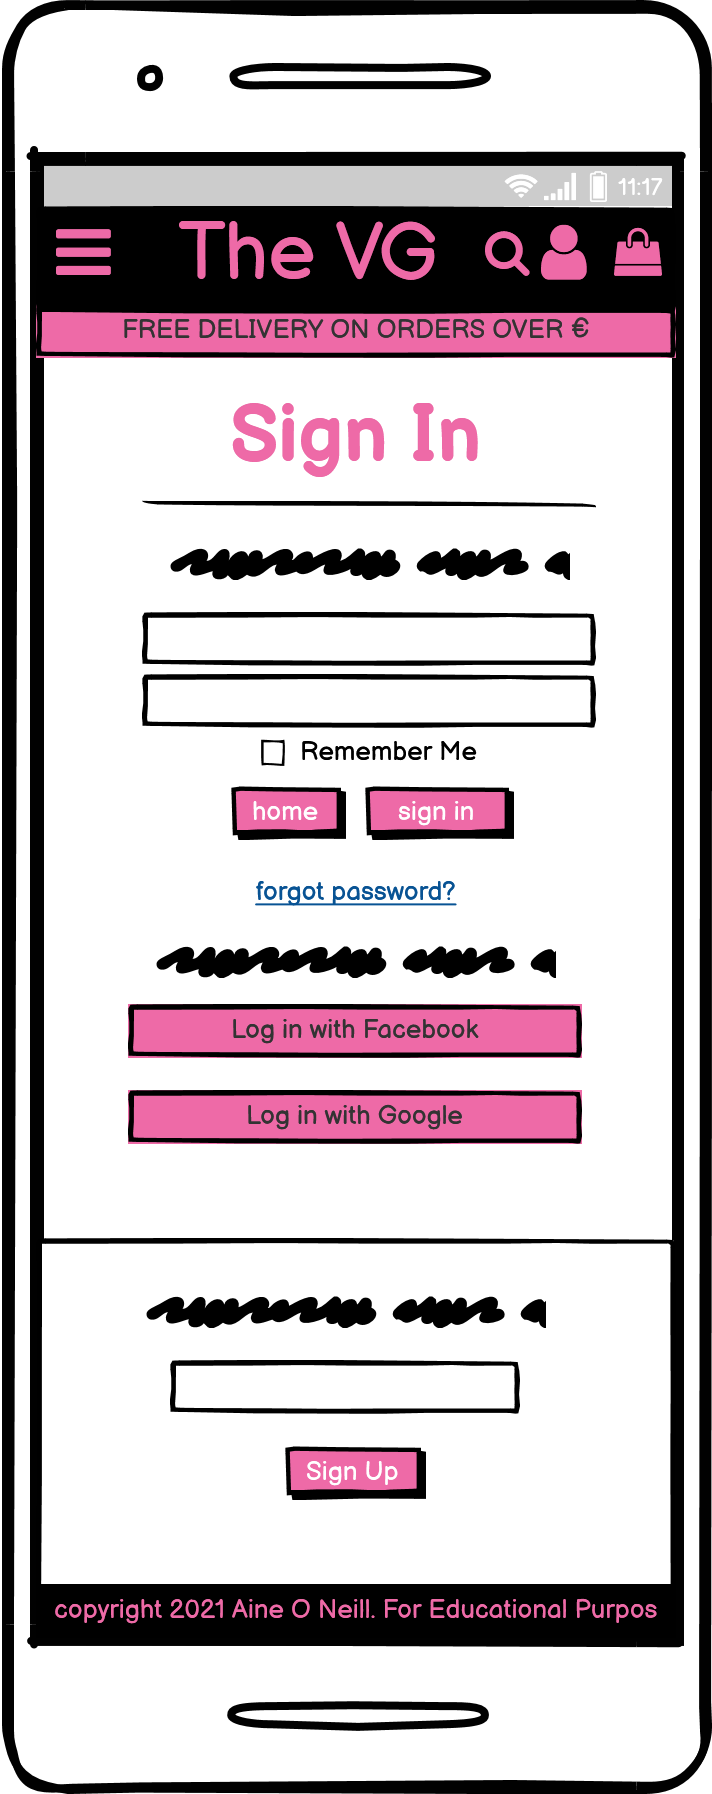 11:17
The VG
FREE DELIVERY ON ORDERS OVER €
Sign In
Remember Me
home sign in
forgot password?
Log in with Facebook
Log in with Google
Sign Up
copyright 2021 Aine O Neill. For Educational Purpos